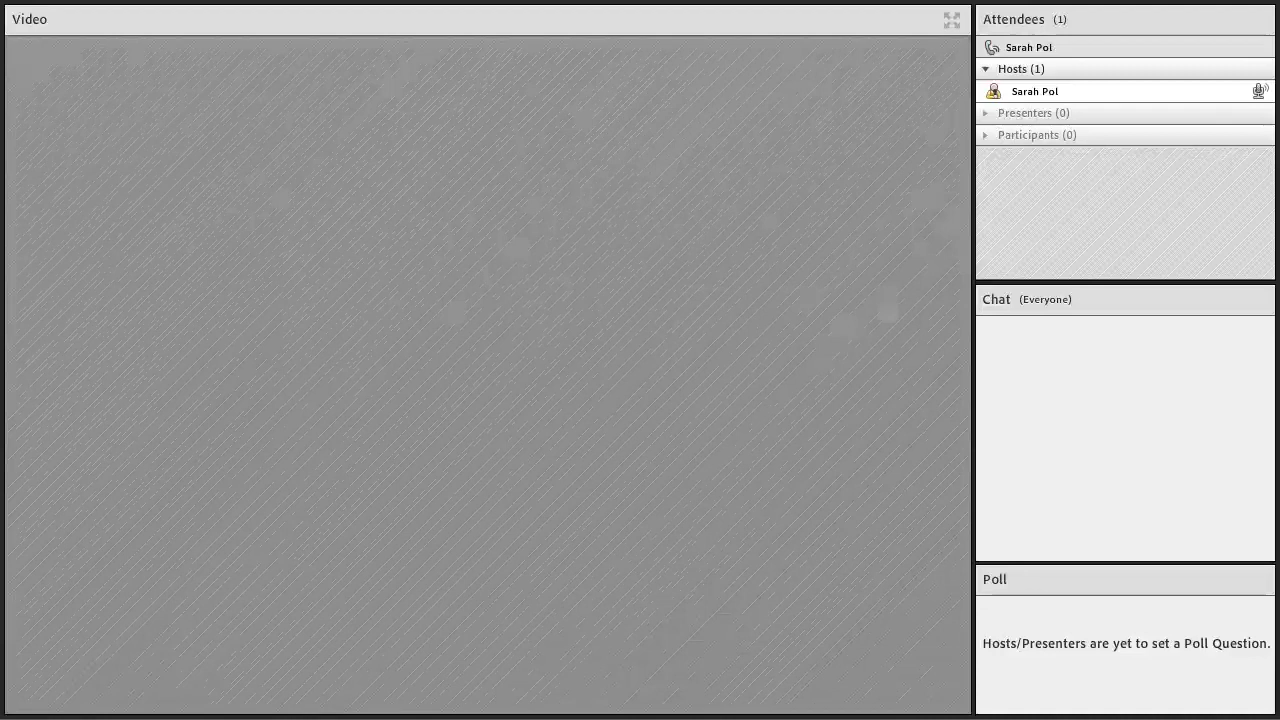 Video
Attendees (1)
Sarah Pol
Hosts (1)
Sarah Pol
Presenters (0)
Participants (0)
Chat (Everyone)
Poll
Hosts/Presenters are yet to set a Poll Question.